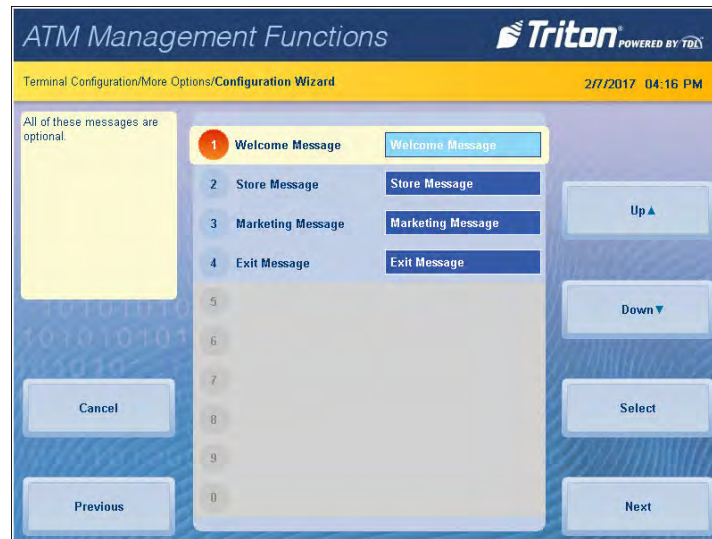 ATM Management Functions
Triton POWERED BY TDL
Terminal Configuration/More Options/Configuration Wizard
2/7/2017 04:16 PM
All of these messages are
optional.
1 Welcome Message Welcome Message
2 Store Message Store Message
3 Marketing Message Marketing Message
4 Exit Message Exit Message
5
6
7
8
9
0
Up▲
Down▼
Cancel
Select
Previous
Next